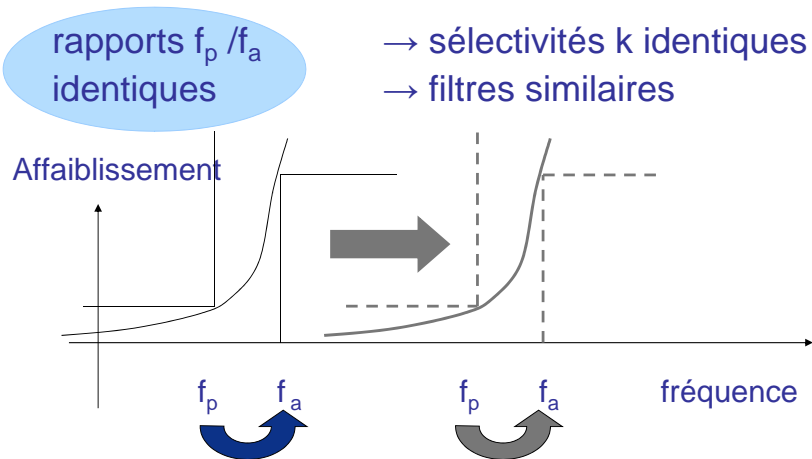 rapports fp /fa → sélectivités k identiques
identiques → filtres similaires
Affaiblissement
fp fa fp fa fréquence